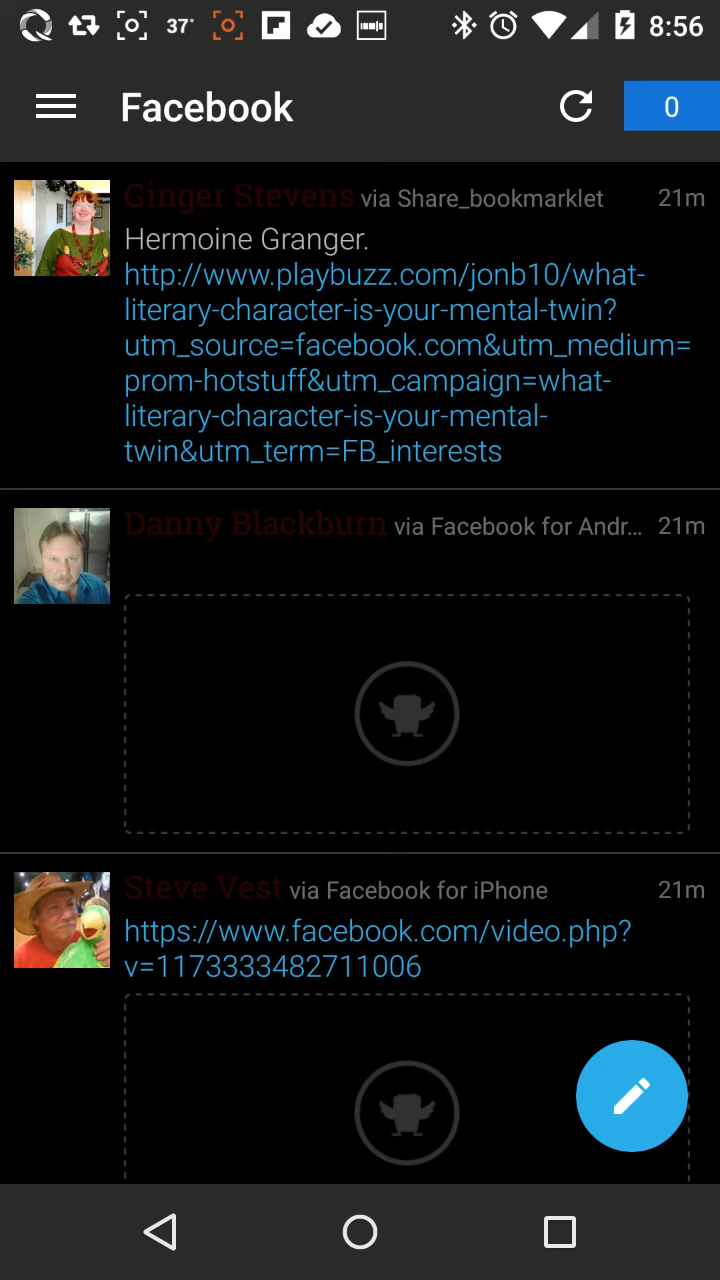 37° 8:56
Facebook 0
Ginger Stevens via Share_bookmarklet 21m
Hermoine Granger.
http://www.playbuzz.com/jonb10/what-
literary-character-is-your-mental-twin?
utm_source=facebook.com&utm_medium=
prom-hotstuff&utm_campaign=what-
literary-character-is-your-mental-
twin&utm_term=FB_interests
Danny Blackburn via Facebook for Andr... 21m
Steve Vest via Facebook for iPhone 21m
https://www.facebook.com/video.php?
v=1173333482711006